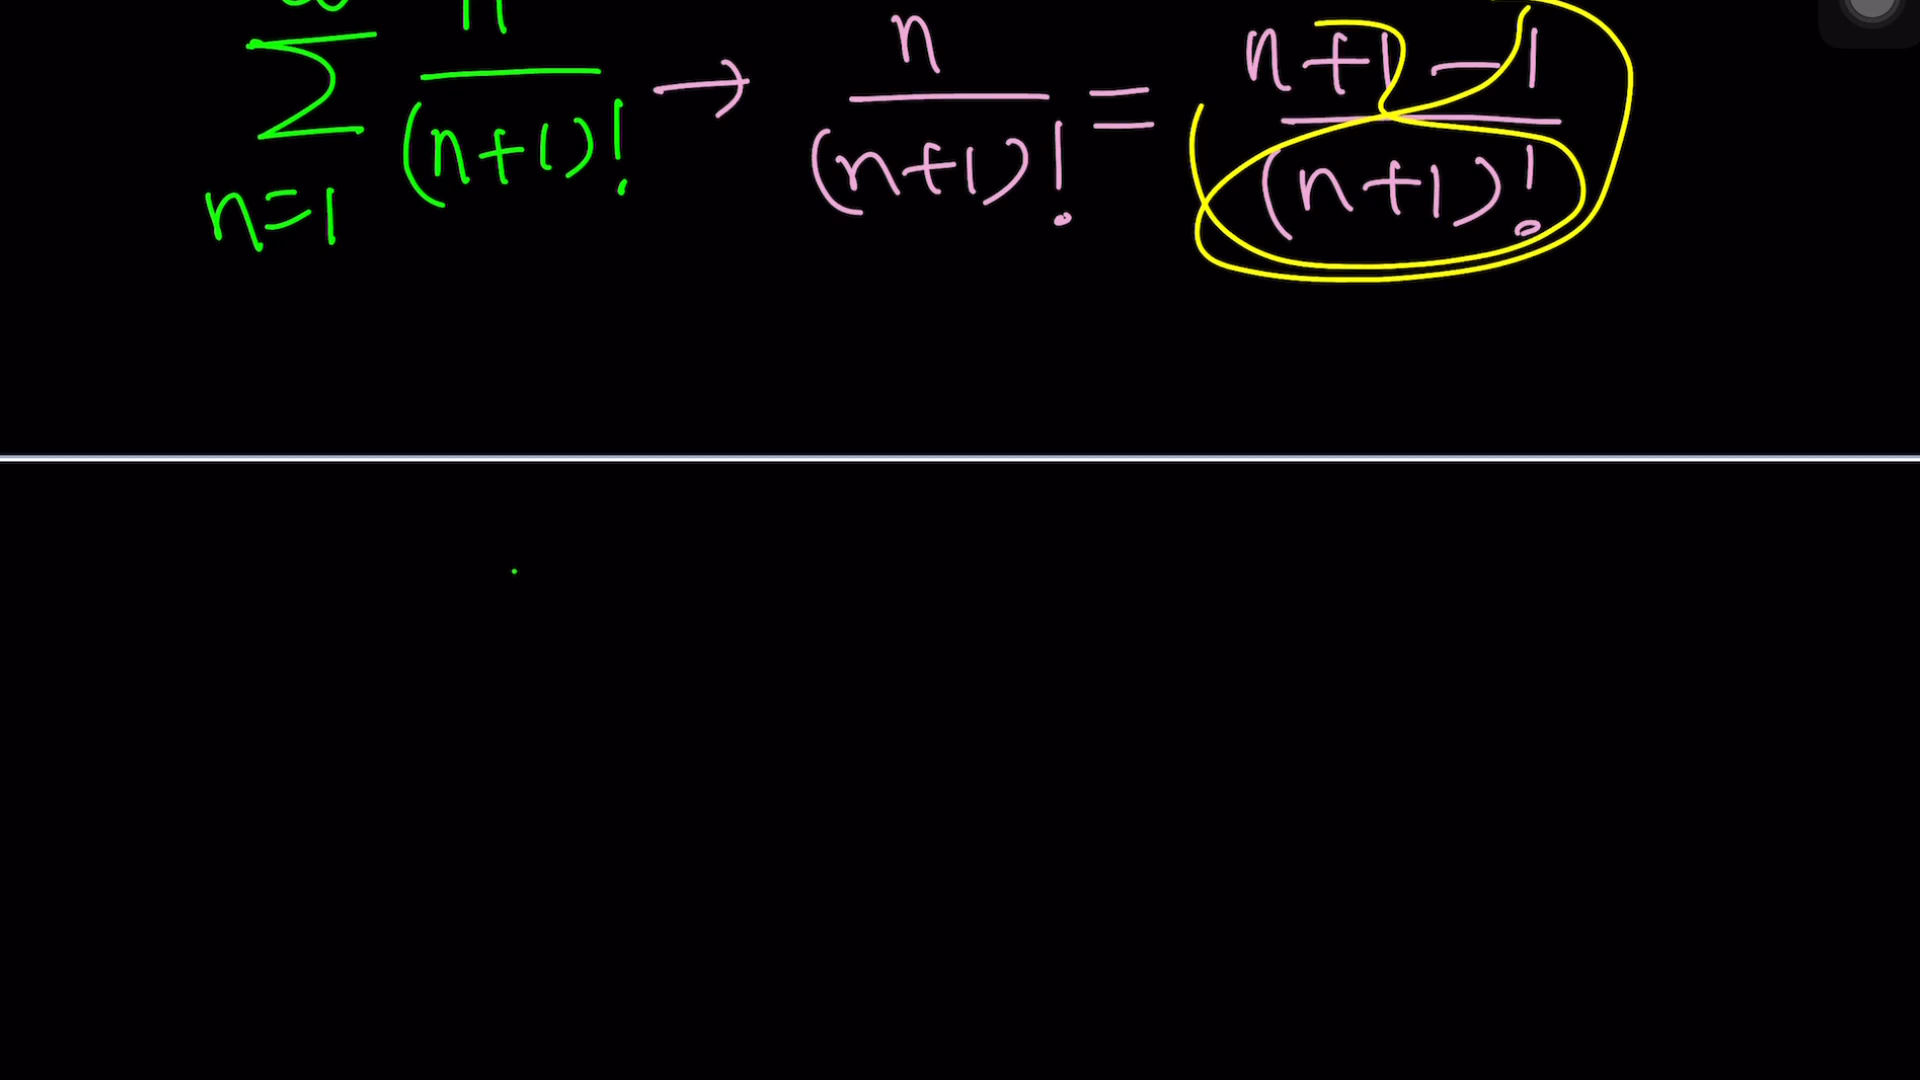 ∞ n
∑ ─── → n/(n+1)! = (n+1-1)/(n+1)!
n=1 (n+1)!